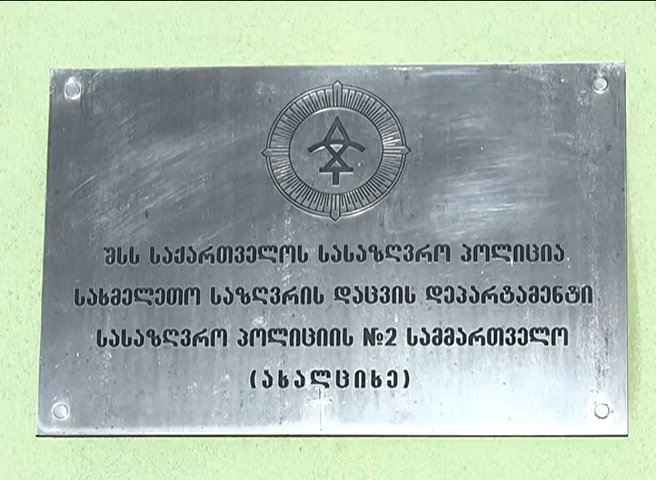 შსს საქართველოს სასაზღვრო პოლიცია
სახმელეთო საზღვრის დაცვის დეპარტამენტი
სასაზღვრო პოლიციის №2 სამმართველო
(ახალციხე)